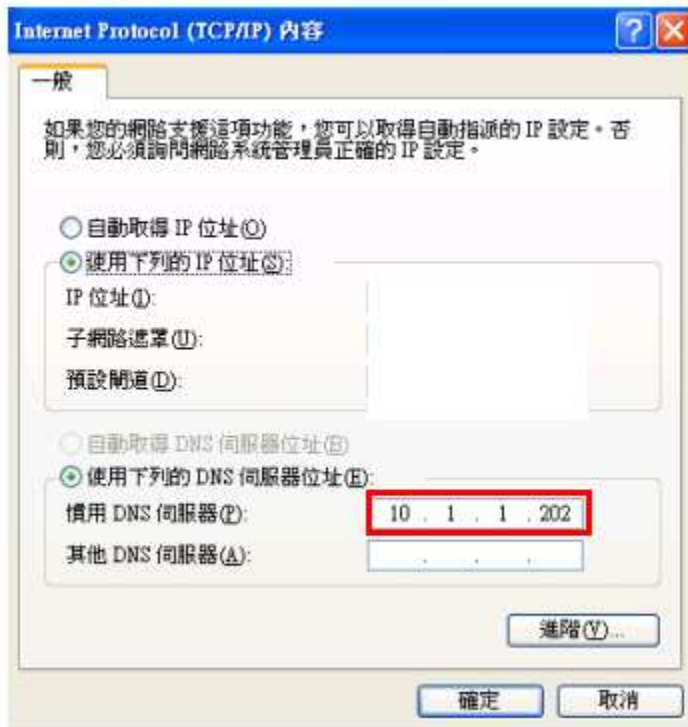 Internet Protocol (TCP/IP) 內容
一般
如果您的網路支援這項功能，您可以取得自動指派的 IP 設定。否
則，您必須詢問網路系統管理員正確的 IP 設定。
自動取得 IP 位址(O)
使用下列的 IP 位址(S):
IP 位址(I):
子網路遮罩(U):
預設閘道(D):
自動取得 DNS 伺服器位址(B)
使用下列的 DNS 伺服器位址(E):
慣用 DNS 伺服器(P): 10 . 1 . 1 . 202
其他 DNS 伺服器(A): . . .
進階(V)...
確定 取消